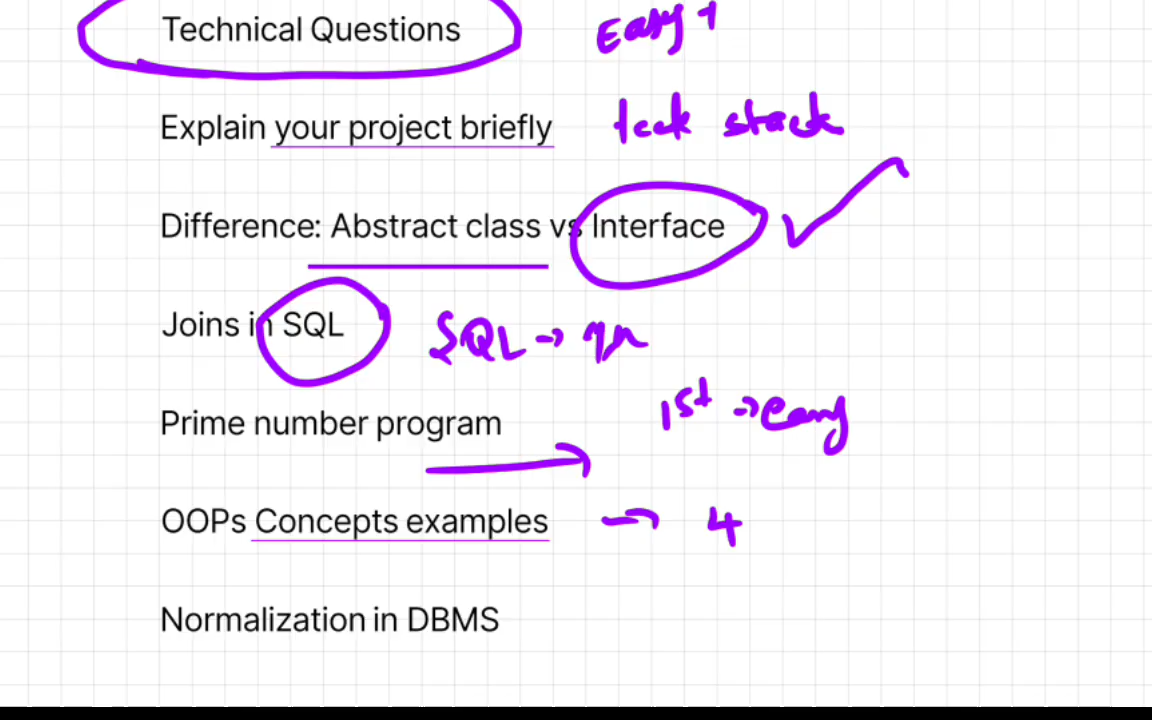 Technical Questions Easy +
Explain your project briefly teck stack
Difference: Abstract class vs Interface
Joins in SQL SQL →
Prime number program 1st → easy
OOPs Concepts examples → 4
Normalization in DBMS